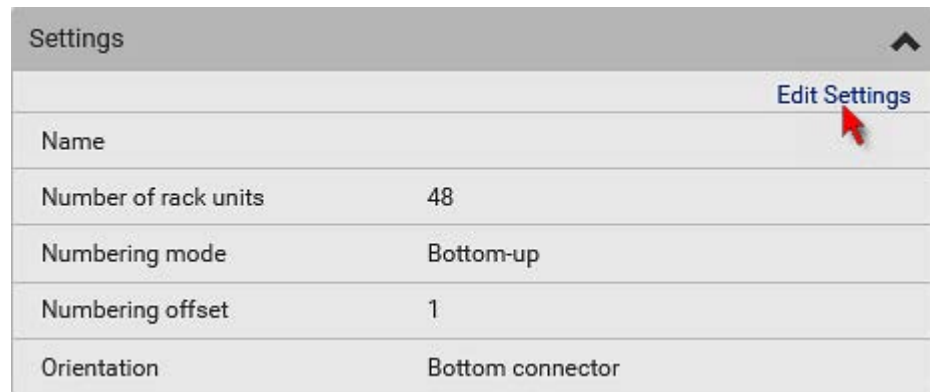 Settings
Edit Settings
Name
Number of rack units 48
Numbering mode Bottom-up
Numbering offset 1
Orientation Bottom connector